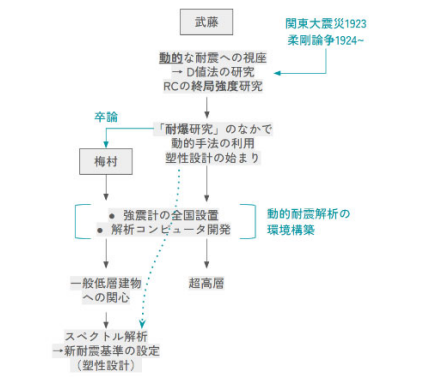 武藤
関東大震災1923
柔剛論争1924~
動的な耐震への視座
→ D値法の研究
RCの終局強度研究
卒論
「耐爆研究」のなかで
動的手法の利用
塑性設計の始まり
梅村
● 強震計の全国設置
● 解析コンピュータ開発
動的耐震解析の
環境構築
一般低層建物
への関心
超高層
スペクトル解析
→新耐震基準の設定
（塑性設計）